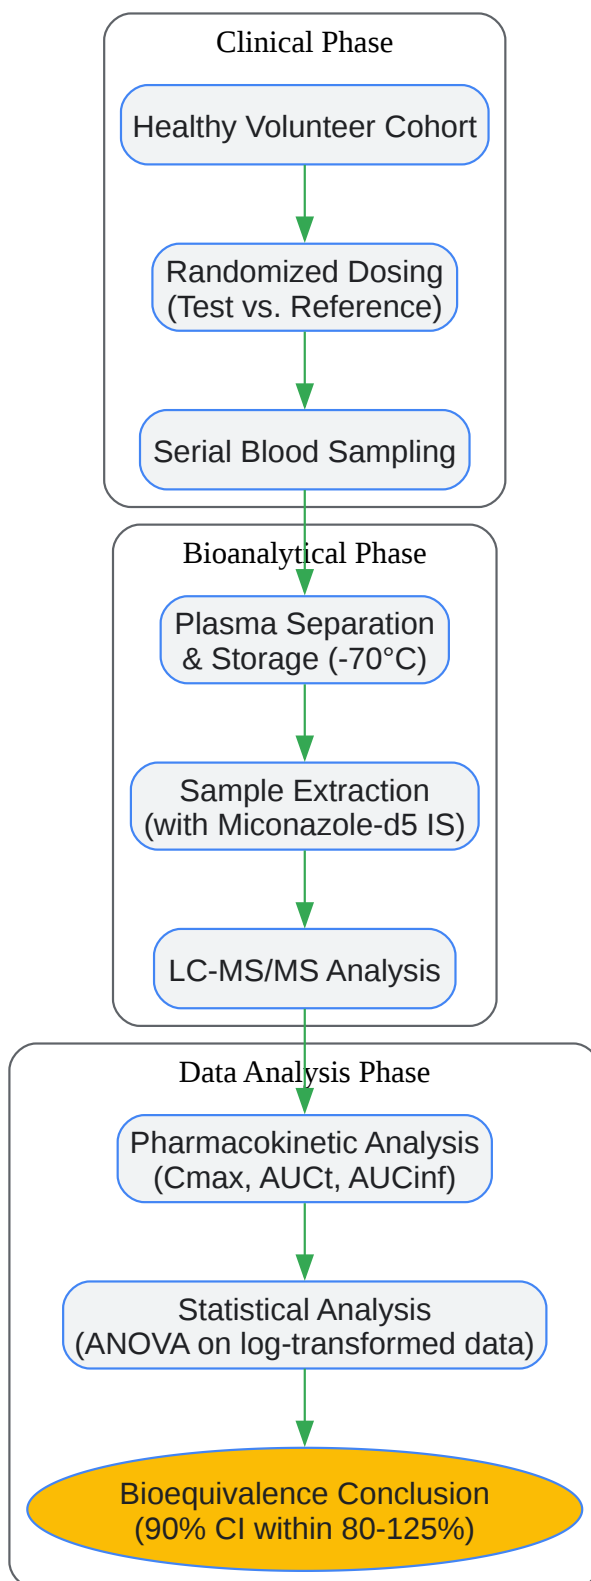 Clinical Phase
Healthy Volunteer Cohort
Randomized Dosing
(Test vs. Reference)
Serial Blood Sampling
Bioanalytical Phase
Plasma Separation
& Storage (-70°C)
Sample Extraction
(with Miconazole-d5 IS)
LC-MS/MS Analysis
Data Analysis Phase
Pharmacokinetic Analysis
(Cmax, AUCt, AUCinf)
Statistical Analysis
(ANOVA on log-transformed data)
Bioequivalence Conclusion
(90% CI within 80-125%)